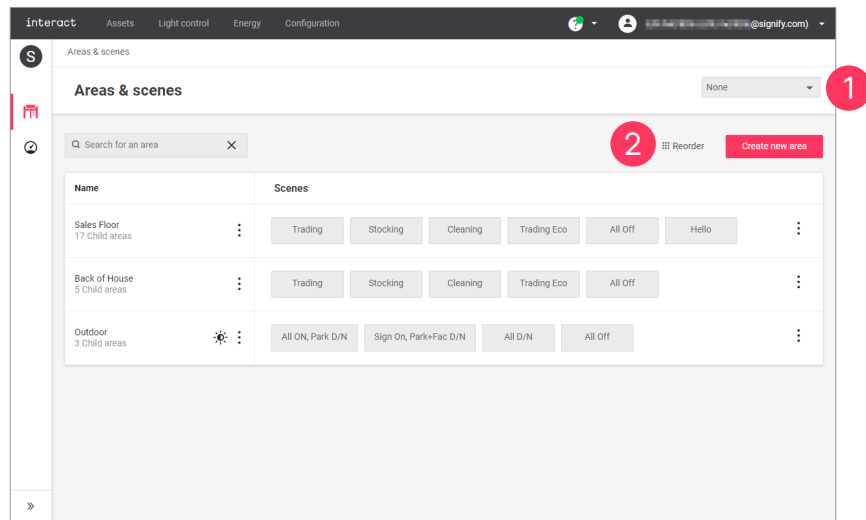 interact Assets Light control Energy Configuration ? @signify.com)
S Areas & scenes
Areas & scenes None 1
Search for an area 2 Reorder Create new area
Name Scenes
Sales Floor Trading Stocking Cleaning Trading Eco All Off Hello
17 Child areas
Back of House Trading Stocking Cleaning Trading Eco All Off
5 Child areas
Outdoor All ON, Park D/N Sign On, Park+Fac D/N All D/N All Off
3 Child areas